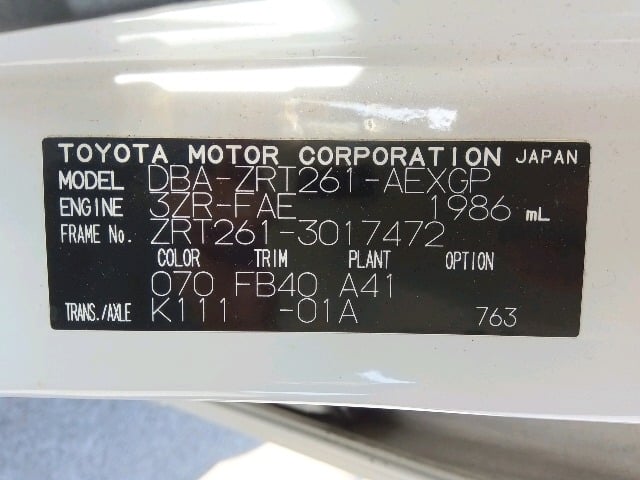 TOYOTA MOTOR CORPORATION JAPAN
MODEL DBA-ZRT261-AEXGP
ENGINE 3ZR-FAE 1986 mL
FRAME No. ZRT261-3017472
COLOR TRIM PLANT OPTION
070 FB40 A41
TRANS./AXLE K111 -01A 763